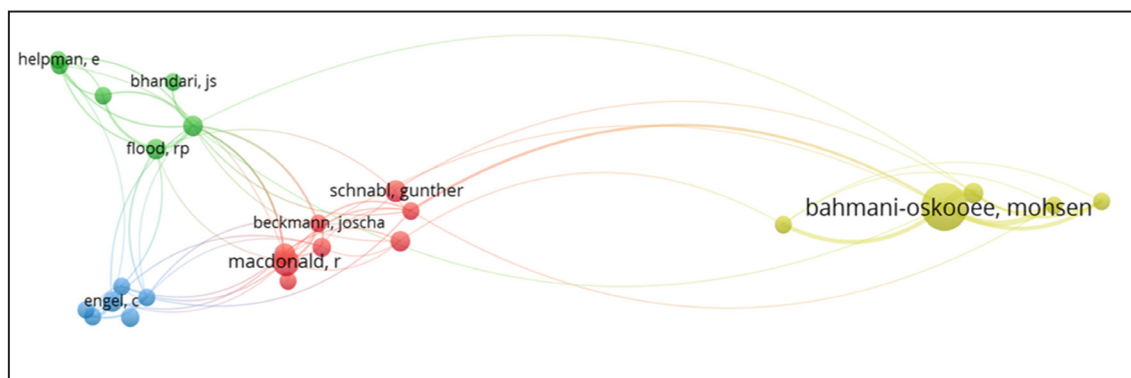 helpman, e
bhandari, js
flood, rp
schnabl, gunther
beckmann, joscha
macdonald, r
engel, c
bahmani-oskooee, mohsen